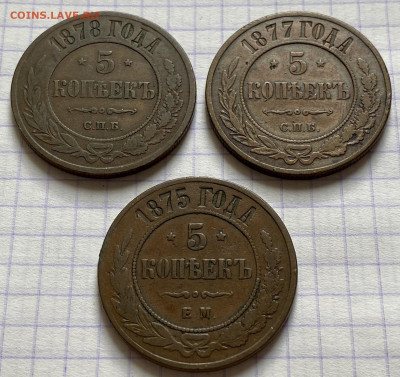 COINS.LAVE.RU
1878 ГОДА
* 5 *
КОПѢЕКЪ
С.П.Б.
1877 ГОДА
* 5 *
КОПѢЕКЪ
С.П.Б.
1875 ГОДА
* 5 *
КОПѢЕКЪ
Е.М.